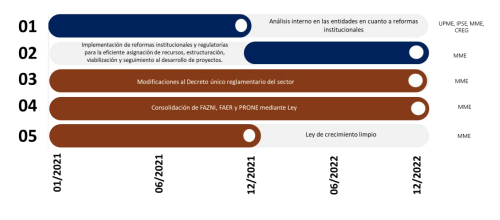 01
Análisis interno en las entidades en cuanto a reformas
institucionales
UPME, IPSE, MME,
CREG
02
Implementación de reformas institucionales y regulatorias
para la eficiente asignación de recursos, estructuración,
viabilización y seguimiento al desarrollo de proyectos.
MME
03
Modificaciones al Decreto único reglamentario del sector
MME
04
Consolidación de FAZNI, FAER y PRONE mediante Ley
MME
05
Ley de crecimiento limpio
MME
01/2021
06/2021
12/2021
06/2022
12/2022